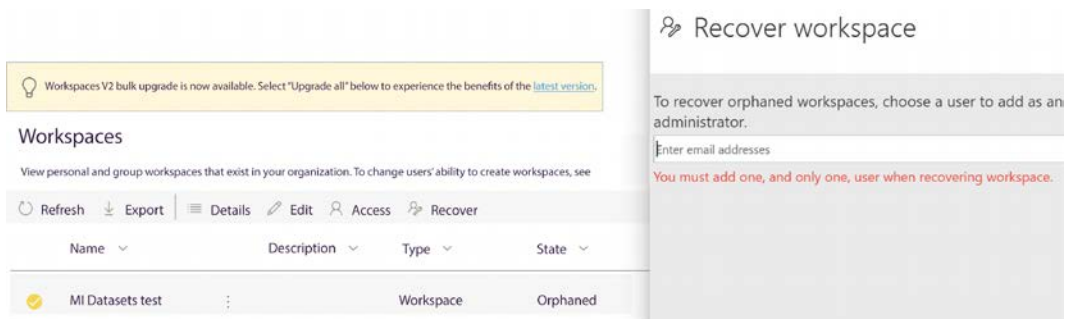 Workspaces V2 bulk upgrade is now available. Select "Upgrade all" below to experience the benefits of the latest version.
Workspaces
View personal and group workspaces that exist in your organization. To change users' ability to create workspaces, see
Refresh Export Details Edit Access Recover
Name Description Type State
MI Datasets test Workspace Orphaned
Recover workspace
To recover orphaned workspaces, choose a user to add as an
administrator.
Enter email addresses
You must add one, and only one, user when recovering workspace.